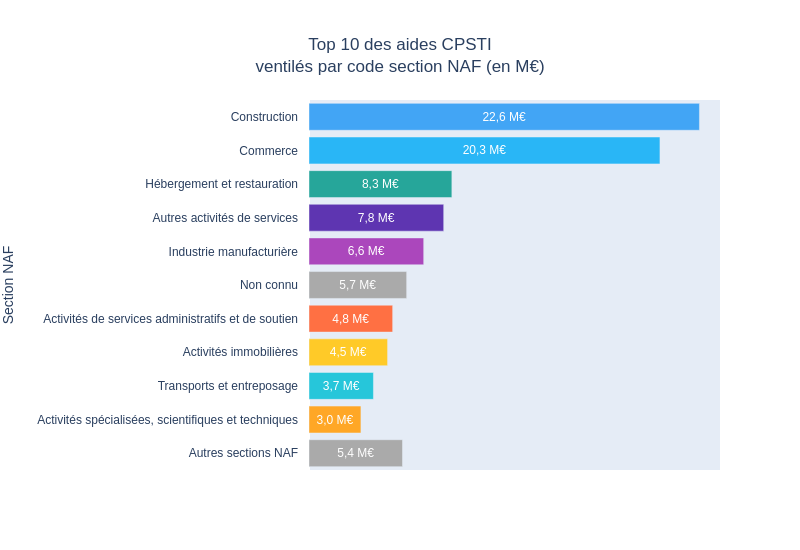 Top 10 des aides CPSTI
ventilés par code section NAF (en M€)
Section NAF
Construction 22,6 M€
Commerce 20,3 M€
Hébergement et restauration 8,3 M€
Autres activités de services 7,8 M€
Industrie manufacturière 6,6 M€
Non connu 5,7 M€
Activités de services administratifs et de soutien 4,8 M€
Activités immobilières 4,5 M€
Transports et entreposage 3,7 M€
Activités spécialisées, scientifiques et techniques 3,0 M€
Autres sections NAF 5,4 M€